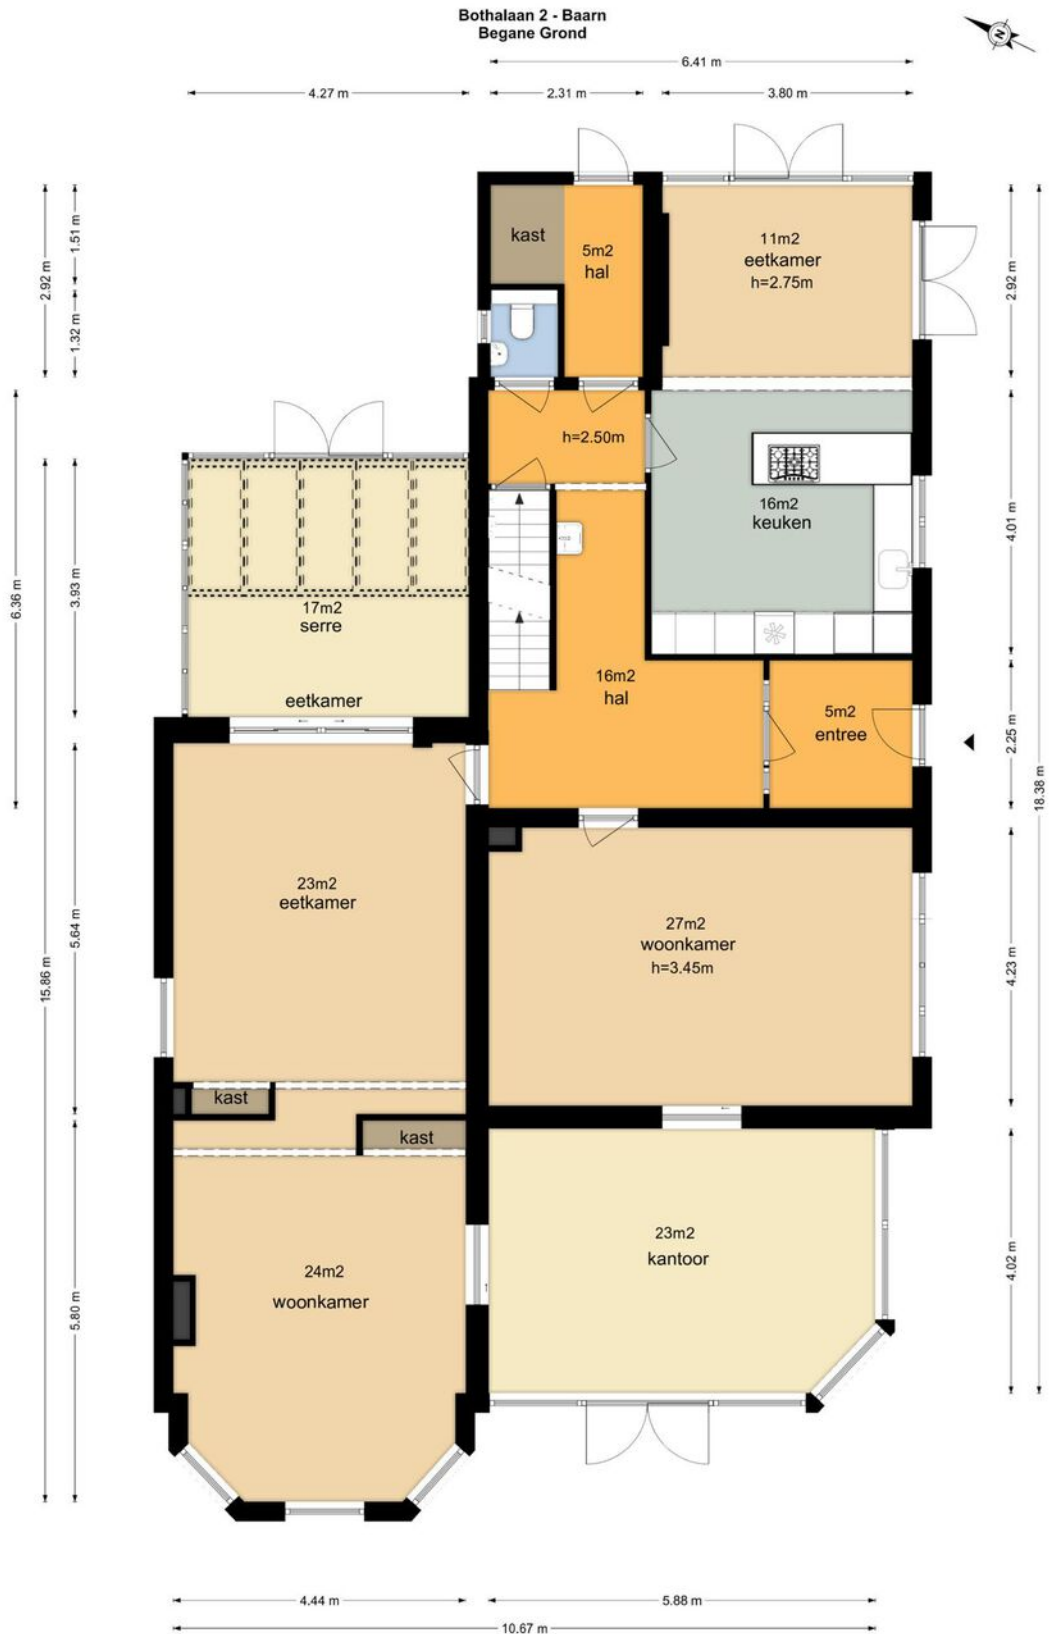 Bothalaan 2 - Baarn
Begane Grond
N
6.41 m
4.27 m
2.31 m
3.80 m
kast
5m2
hal
11m2
eetkamer
h=2.75m
2.92 m
1.51 m
1.32 m
2.92 m
h=2.50m
16m2
keuken
4.01 m
6.36 m
3.93 m
17m2
serre
eetkamer
16m2
hal
5m2
entree
2.25 m
18.38 m
23m2
eetkamer
27m2
woonkamer
h=3.45m
4.23 m
5.64 m
15.86 m
kast
kast
24m2
woonkamer
23m2
kantoor
4.02 m
5.80 m
4.44 m
5.88 m
10.67 m